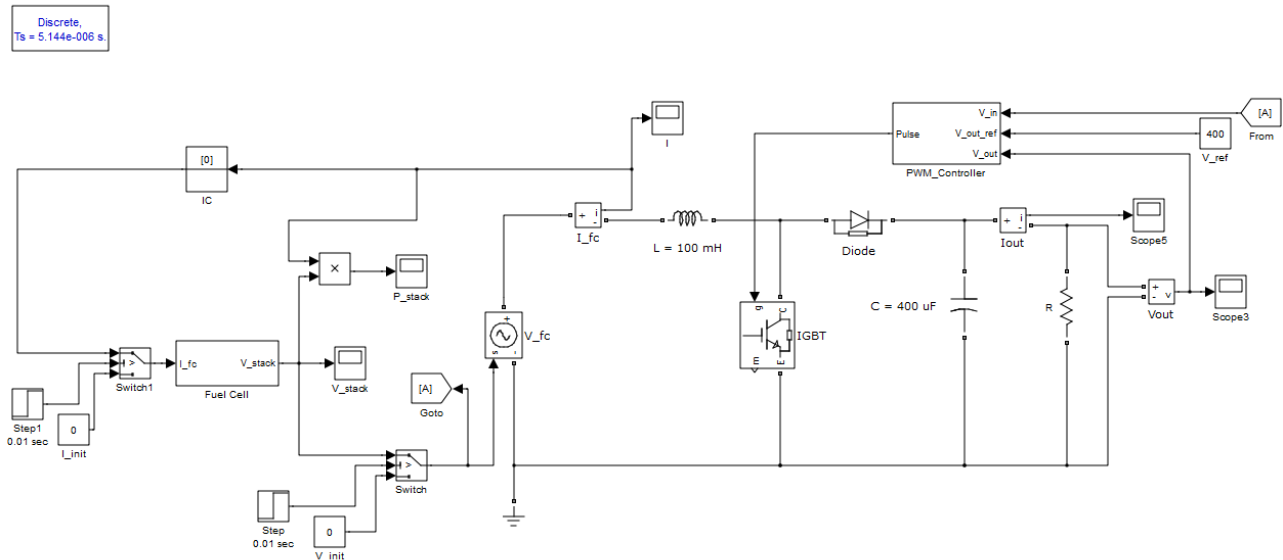 Discrete,
Ts = 5.144e-006 s.
I
[0]
IC
Pulse
V_in
V_out_ref
V_out
PWM_Controller
[A]
From
400
V_ref
+
i
-
I_fc
L = 100 mH
Diode
+
i
-
Iout
Scope5
×
P_stack
+
s
-
V_fc
g
C
m
E
IGBT
C = 400 uF
R
+
-
v
Vout
Scope3
>
Switch1
I_fc
V_stack
Fuel Cell
V_stack
[A]
Goto
Step1
0.01 sec
0
I_init
>
Switch
Step
0.01 sec
0
V_init